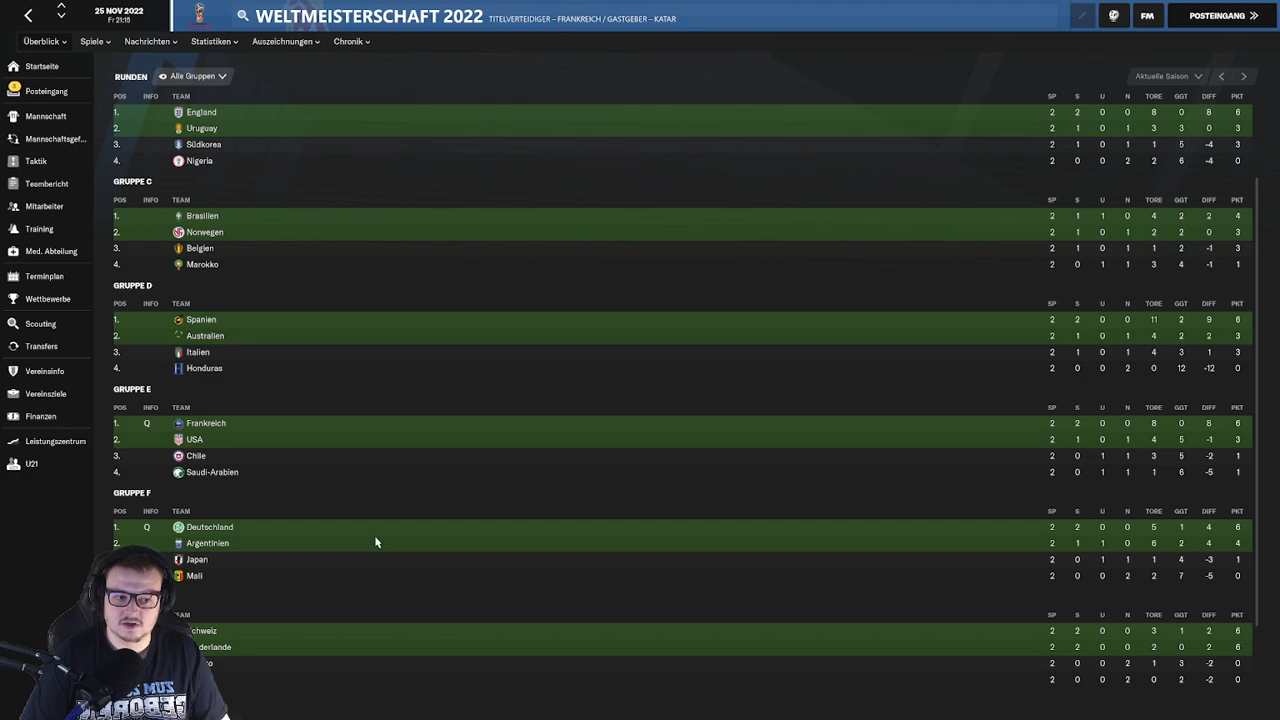 25 NOV 2022
Fr 21:15
WELTMEISTERSCHAFT 2022 TITELVERTEIDIGER – FRANKREICH / GASTGEBER – KATAR
FM
POSTEINGANG
Überblick Spiele Nachrichten Statistiken Auszeichnungen Chronik
Startseite
Posteingang
Mannschaft
Mannschaftsgef...
Taktik
Teambericht
Mitarbeiter
Training
Med. Abteilung
Terminplan
Wettbewerbe
Scouting
Transfers
Vereinsinfo
Vereinsziele
Finanzen
Leistungszentrum
U21
RUNDEN Alle Gruppen Aktuelle Saison
POS INFO TEAM SP S U N TORE GGT DIFF PKT
1. England 2 2 0 0 8 0 8 6
2. Uruguay 2 1 0 1 3 3 0 3
3. Südkorea 2 1 0 1 1 5 -4 3
4. Nigeria 2 0 0 2 2 6 -4 0
GRUPPE C
POS INFO TEAM SP S U N TORE GGT DIFF PKT
1. Brasilien 2 1 1 0 4 2 2 4
2. Norwegen 2 1 0 1 2 2 0 3
3. Belgien 2 1 0 1 1 2 -1 3
4. Marokko 2 0 1 1 3 4 -1 1
GRUPPE D
POS INFO TEAM SP S U N TORE GGT DIFF PKT
1. Spanien 2 2 0 0 11 2 9 6
2. Australien 2 1 0 1 4 2 2 3
3. Italien 2 1 0 1 4 3 1 3
4. Honduras 2 0 0 2 0 12 -12 0
GRUPPE E
POS INFO TEAM SP S U N TORE GGT DIFF PKT
1. Q Frankreich 2 2 0 0 8 0 8 6
2. USA 2 1 0 1 4 5 -1 3
3. Chile 2 0 1 1 3 5 -2 1
4. Saudi-Arabien 2 0 1 1 1 6 -5 1
GRUPPE F
POS INFO TEAM SP S U N TORE GGT DIFF PKT
1. Q Deutschland 2 2 0 0 5 1 4 6
2. Argentinien 2 1 1 0 6 2 4 4
Japan 2 0 1 1 1 4 -3 1
Mali 2 0 0 2 2 7 -5 0
TEAM SP S U N TORE GGT DIFF PKT
chweiz 2 2 0 0 3 1 2 6
derlande 2 2 0 0 2 0 2 6
2 0 0 2 1 3 -2 0
2 0 0 2 0 2 -2 0
ZUM
GEBOREN